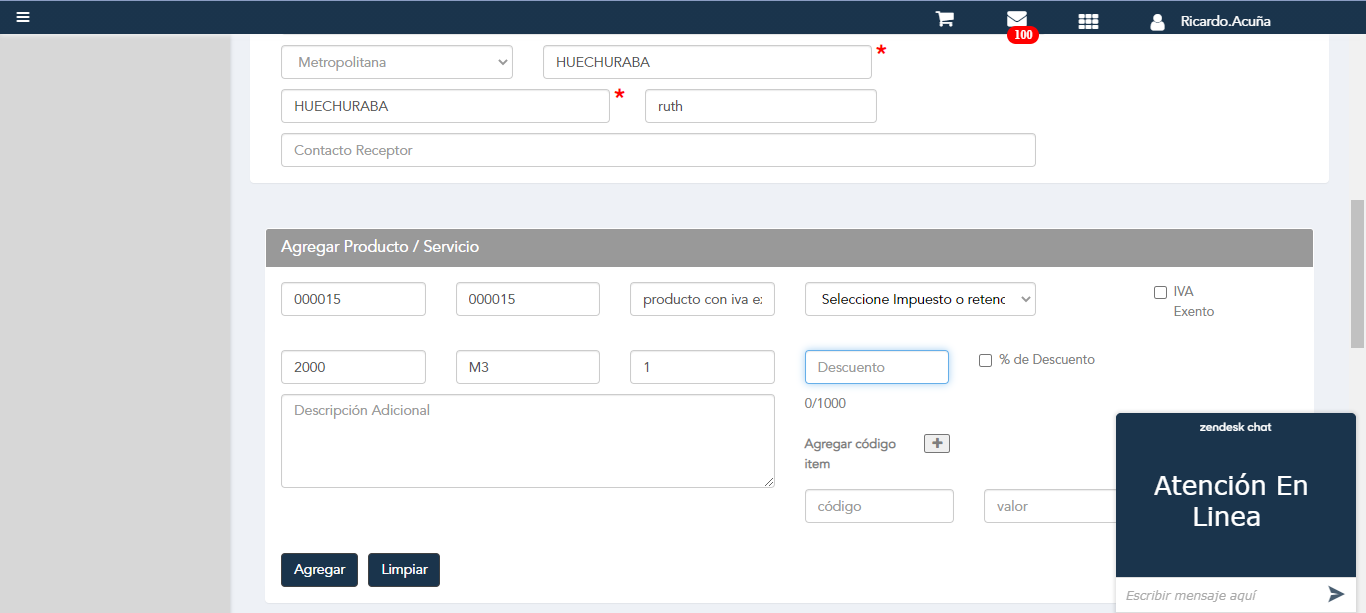 Ricardo.Acuña
100
Metropolitana
HUECHURABA
*
HUECHURABA
*
ruth
Contacto Receptor
Agregar Producto / Servicio
000015
000015
producto con iva e
Seleccione Impuesto o retenc
IVA
Exento
2000
M3
1
Descuento
% de Descuento
Descripción Adicional
0/1000
Agregar código
item
+
código
valor
Agregar
Limpiar
zendesk chat
Atención En
Linea
Escribir mensaje aquí